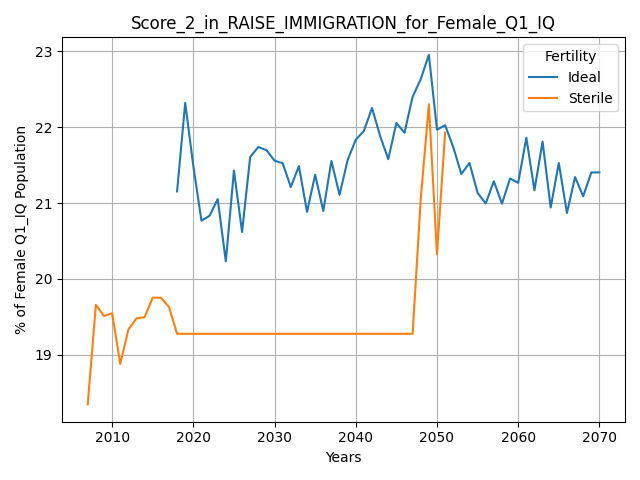 Score_2_in_RAISE_IMMIGRATION_for_Female_Q1_IQ
Fertility
Ideal
Sterile
% of Female Q1_IQ Population
23
22
21
20
19
2010 2020 2030 2040 2050 2060 2070
Years